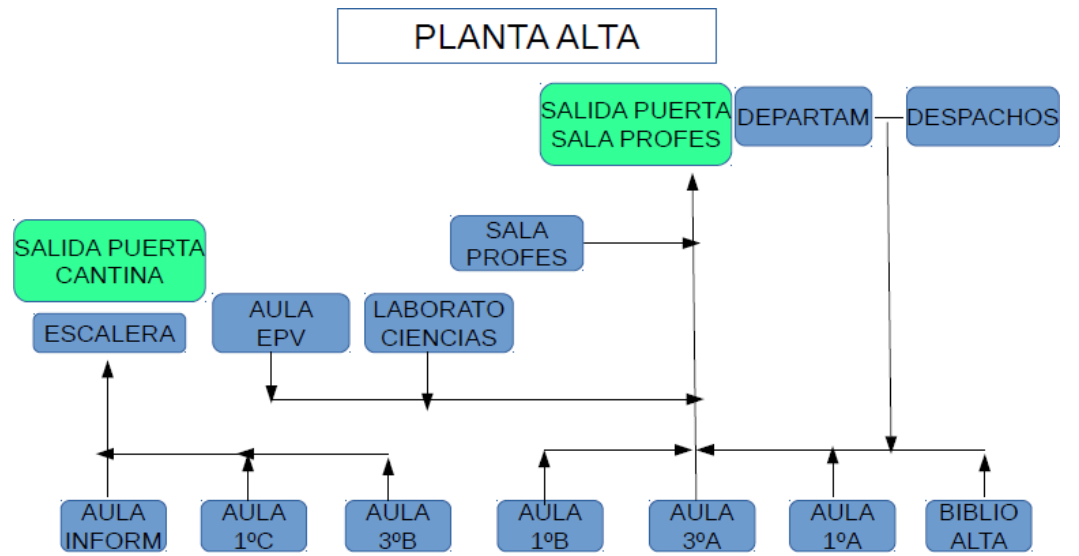 PLANTA ALTA
SALIDA PUERTA
SALA PROFES
DEPARTAM
DESPACHOS
SALA
PROFES
SALIDA PUERTA
CANTINA
ESCALERA
AULA
EPV
LABORATO
CIENCIAS
AULA
INFORM
AULA
1ºC
AULA
3ºB
AULA
1ºB
AULA
3ºA
AULA
1ºA
BIBLIO
ALTA